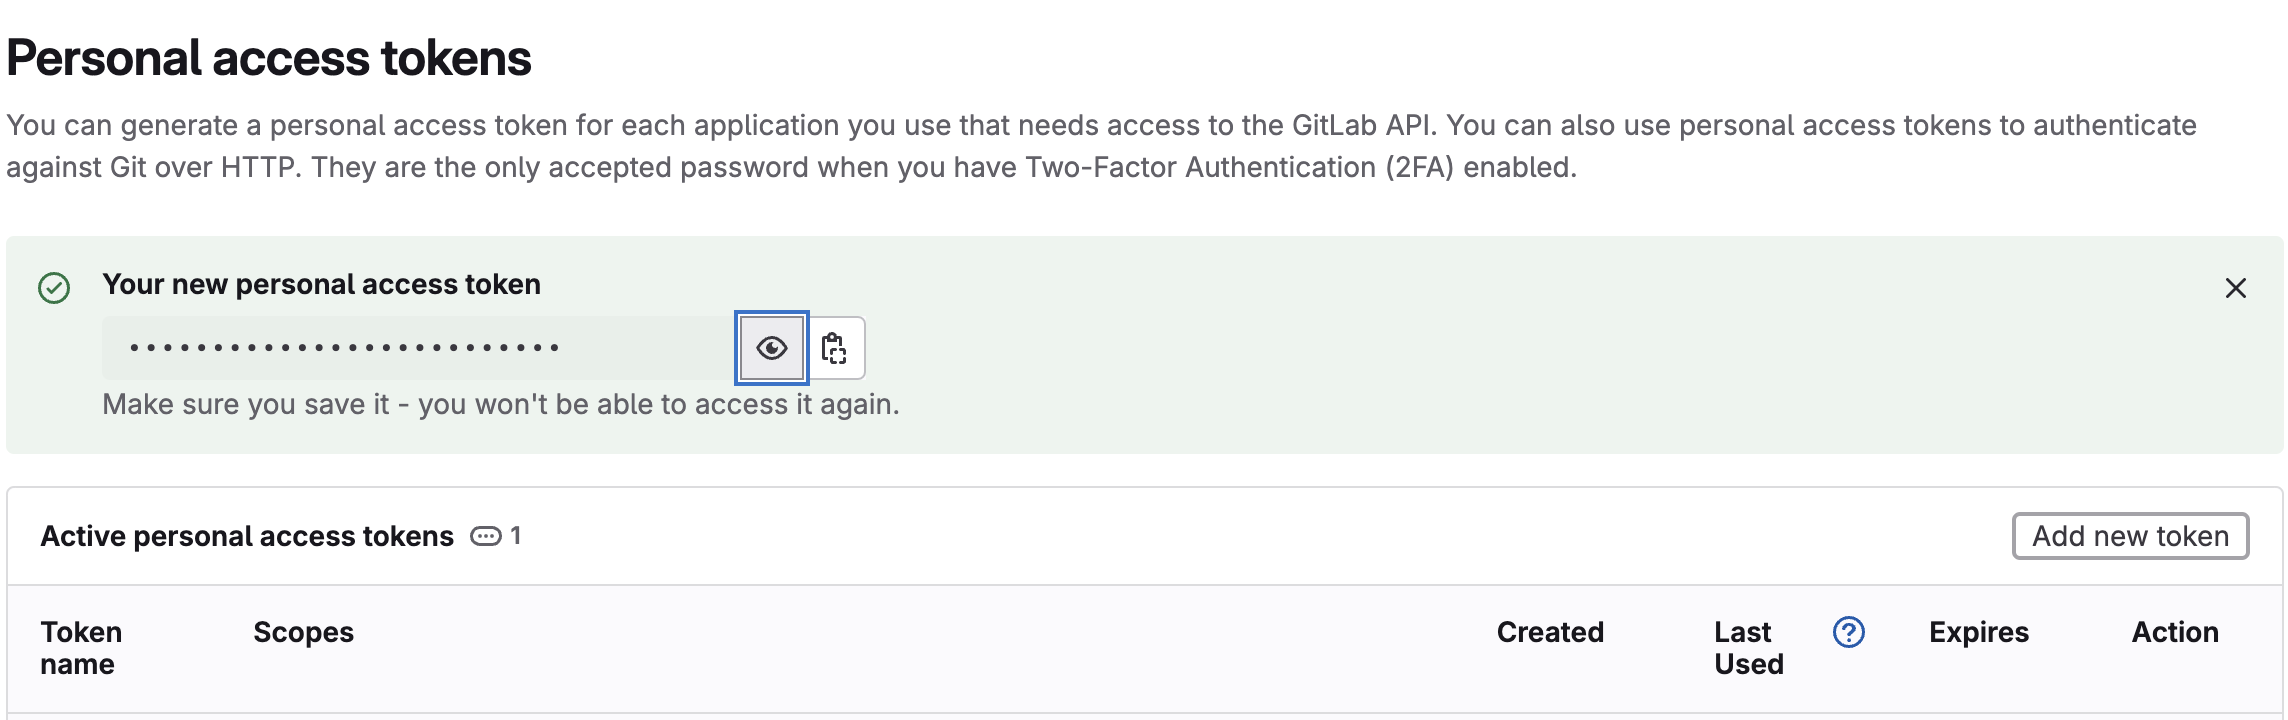 Personal access tokens
You can generate a personal access token for each application you use that needs access to the GitLab API. You can also use personal access tokens to authenticate
against Git over HTTP. They are the only accepted password when you have Two-Factor Authentication (2FA) enabled.
Your new personal access token
••••••••••••••••••••••••••
Make sure you save it - you won't be able to access it again.
Active personal access tokens 1
Add new token
Token name
Scopes
Created
Last Used
Expires
Action